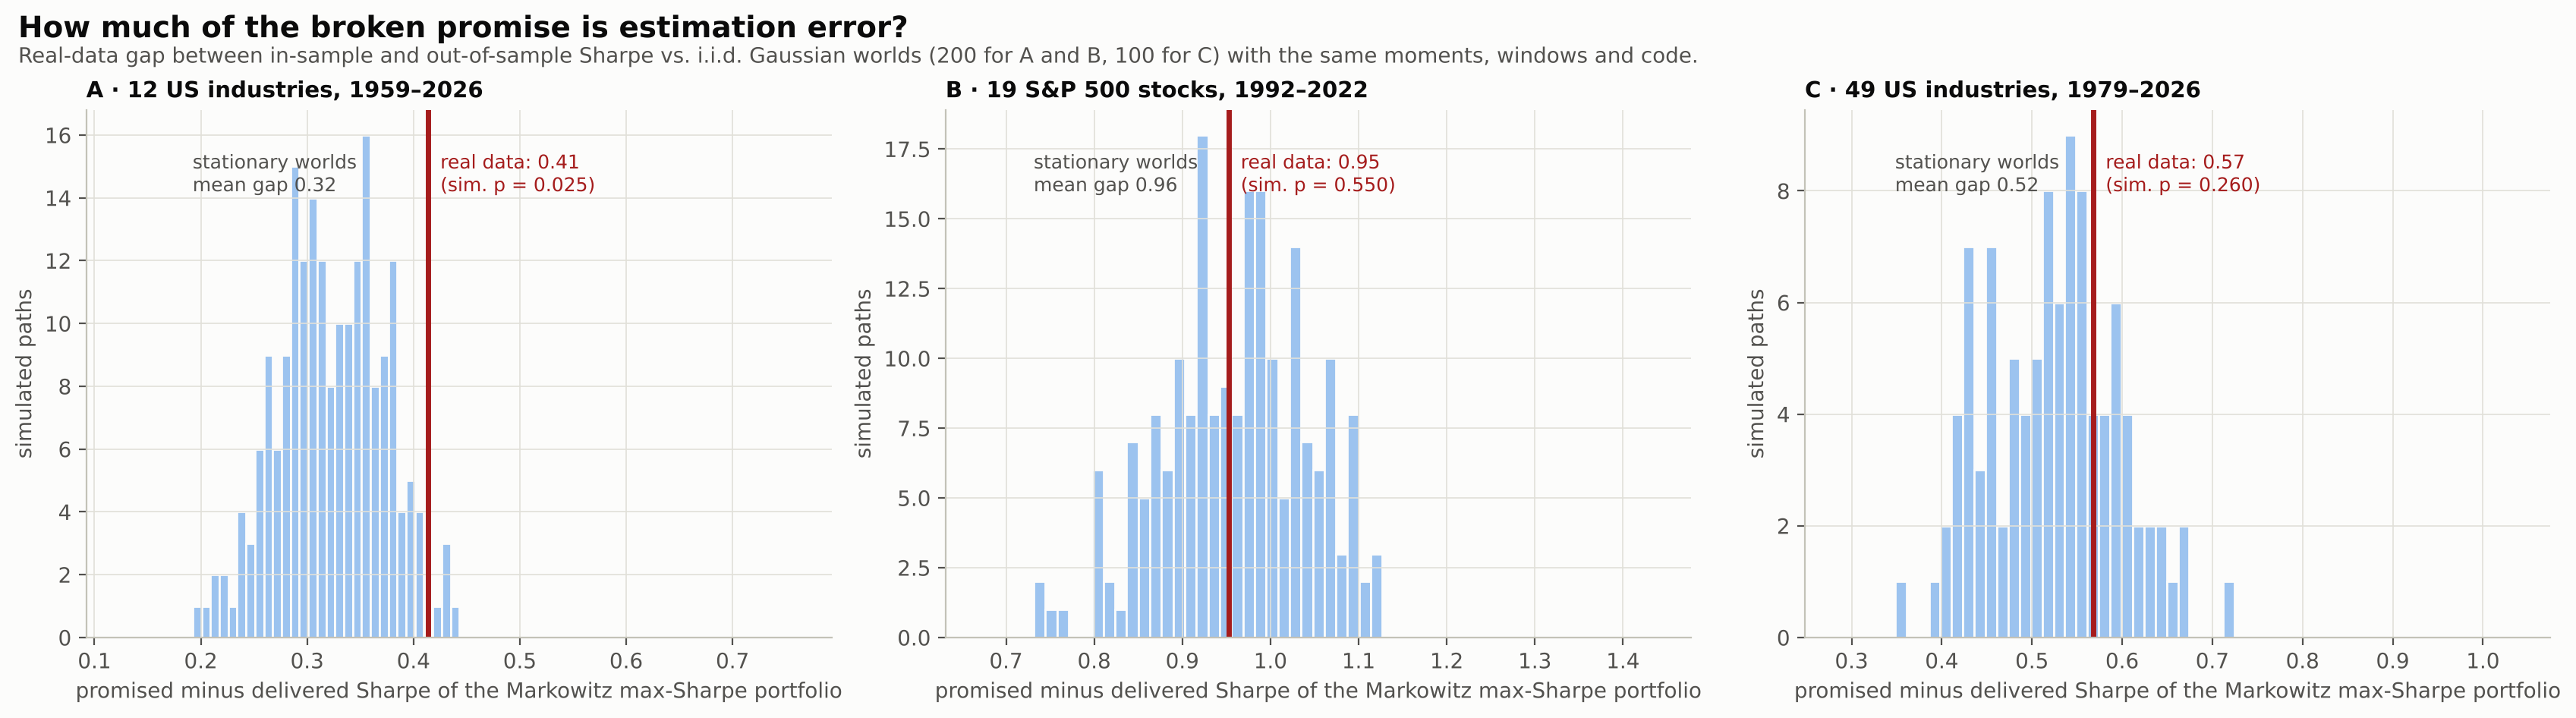 How much of the broken promise is estimation error?
Real-data gap between in-sample and out-of-sample Sharpe vs. i.i.d. Gaussian worlds (200 for A and B, 100 for C) with the same moments, windows and code.
A · 12 US industries, 1959–2026
simulated paths
16
14
12
10
8
6
4
2
0
stationary worlds
mean gap 0.32
real data: 0.41
(sim. p = 0.025)
0.1 0.2 0.3 0.4 0.5 0.6 0.7
promised minus delivered Sharpe of the Markowitz max-Sharpe portfolio
B · 19 S&P 500 stocks, 1992–2022
simulated paths
17.5
15.0
12.5
10.0
7.5
5.0
2.5
0.0
stationary worlds
mean gap 0.96
real data: 0.95
(sim. p = 0.550)
0.7 0.8 0.9 1.0 1.1 1.2 1.3 1.4
promised minus delivered Sharpe of the Markowitz max-Sharpe portfolio
C · 49 US industries, 1979–2026
simulated paths
8
6
4
2
0
stationary worlds
mean gap 0.52
real data: 0.57
(sim. p = 0.260)
0.3 0.4 0.5 0.6 0.7 0.8 0.9 1.0
promised minus delivered Sharpe of the Markowitz max-Sharpe portfolio